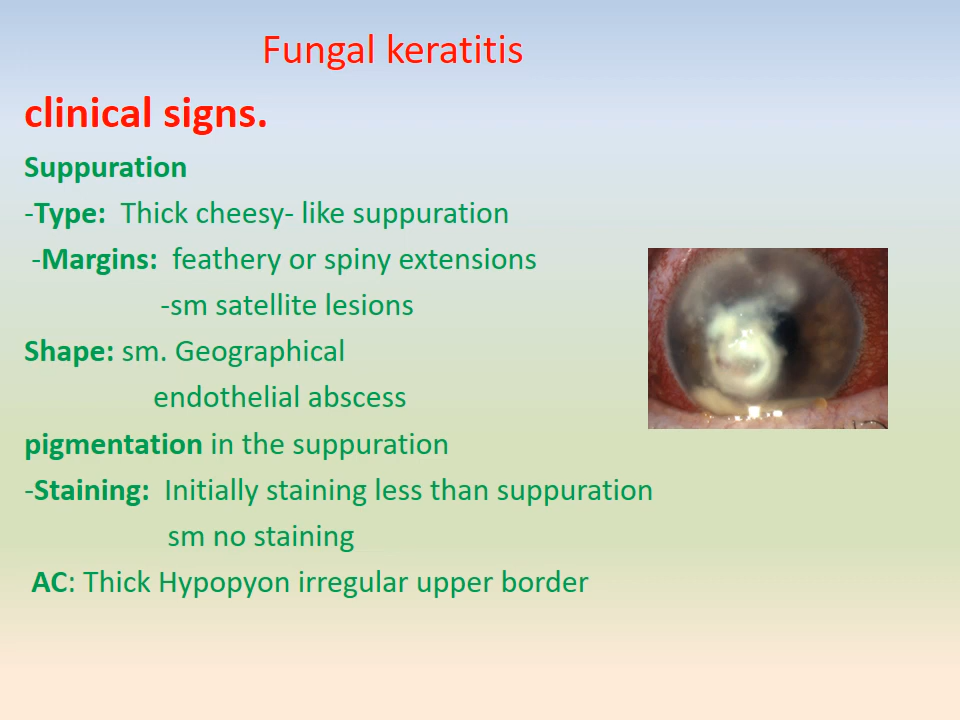 Fungal keratitis
clinical signs.
Suppuration
-Type: Thick cheesy- like suppuration
-Margins: feathery or spiny extensions
-sm satellite lesions
Shape: sm. Geographical
endothelial abscess
pigmentation in the suppuration
-Staining: Initially staining less than suppuration
sm no staining
AC: Thick Hypopyon irregular upper border